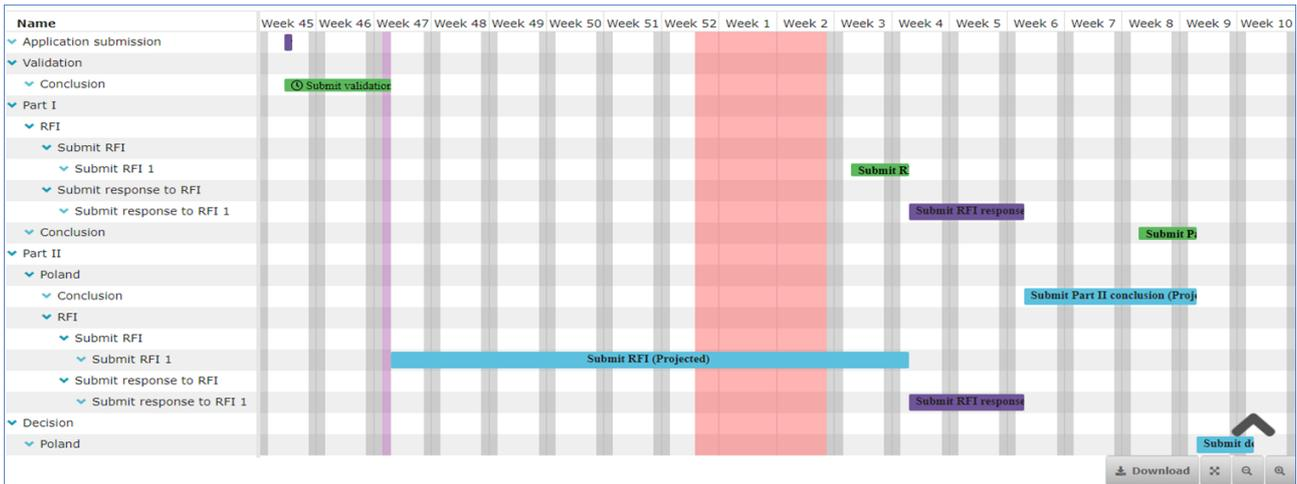 Name Week 45 Week 46 Week 47 Week 48 Week 49 Week 50 Week 51 Week 52 Week 1 Week 2 Week 3 Week 4 Week 5 Week 6 Week 7 Week 8 Week 9 Week 10
Application submission
Validation
Conclusion Submit validation
Part I
RFI
Submit RFI
Submit RFI 1 Submit R
Submit response to RFI
Submit response to RFI 1 Submit RFI response
Conclusion Submit Pa
Part II
Poland
Conclusion Submit Part II conclusion (Proje
RFI
Submit RFI
Submit RFI 1 Submit RFI (Projected)
Submit response to RFI
Submit response to RFI 1 Submit RFI response
Decision
Poland Submit de
Download